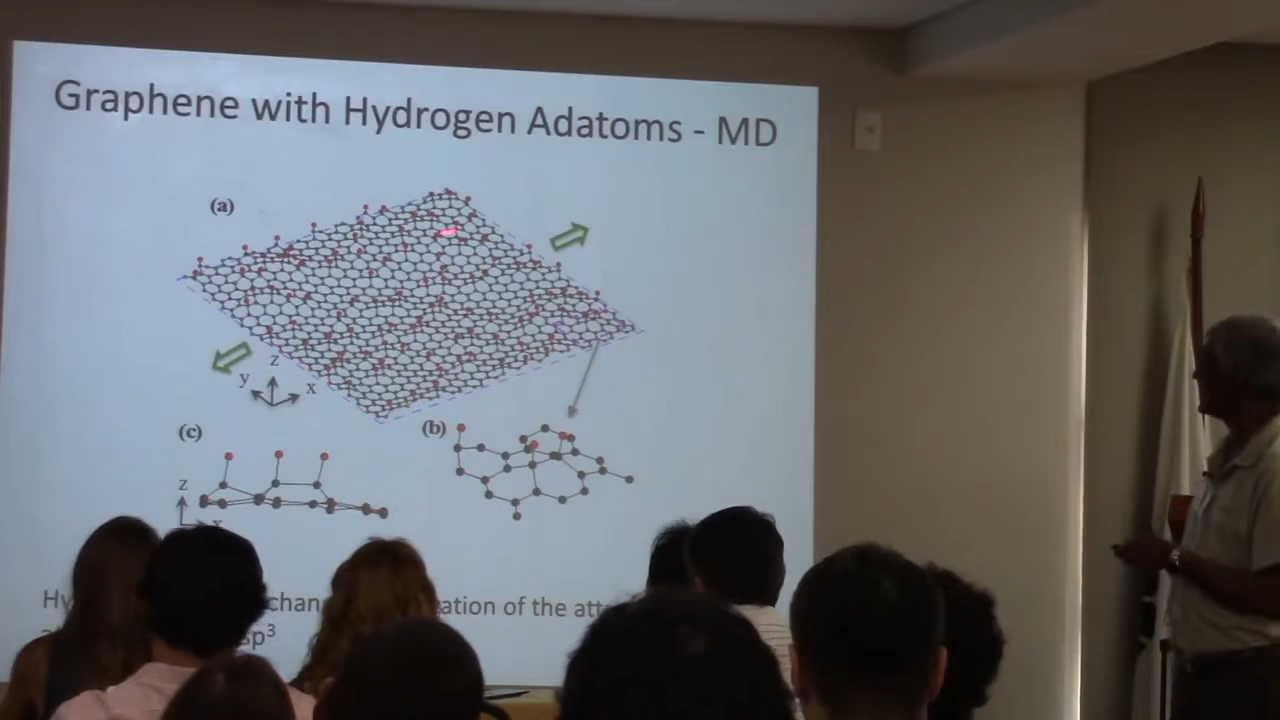 Graphene with Hydrogen Adatoms - MD
(a)
z
y
x
(c)
(b)
z
x
chan ation of the att
sp³